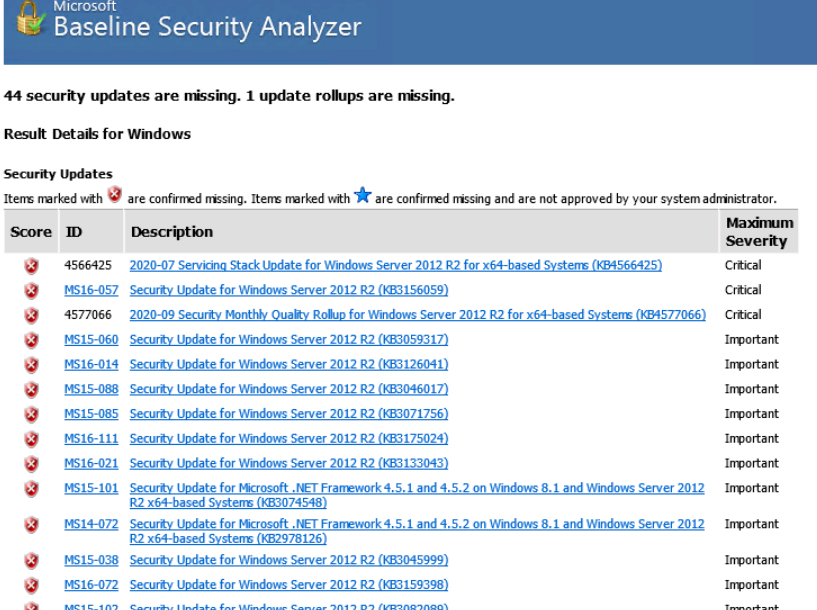 Microsoft
Baseline Security Analyzer
44 security updates are missing. 1 update rollups are missing.
Result Details for Windows
Security Updates
Items marked with are confirmed missing. Items marked with are confirmed missing and are not approved by your system administrator.
Score ID Description Maximum Severity
4566425 2020-07 Servicing Stack Update for Windows Server 2012 R2 for x64-based Systems (KB4566425) Critical
MS16-057 Security Update for Windows Server 2012 R2 (KB3156059) Critical
4577066 2020-09 Security Monthly Quality Rollup for Windows Server 2012 R2 for x64-based Systems (KB4577066) Critical
MS15-060 Security Update for Windows Server 2012 R2 (KB3059317) Important
MS16-014 Security Update for Windows Server 2012 R2 (KB3126041) Important
MS15-088 Security Update for Windows Server 2012 R2 (KB3046017) Important
MS15-085 Security Update for Windows Server 2012 R2 (KB3071756) Important
MS16-111 Security Update for Windows Server 2012 R2 (KB3175024) Important
MS16-021 Security Update for Windows Server 2012 R2 (KB3133043) Important
MS15-101 Security Update for Microsoft .NET Framework 4.5.1 and 4.5.2 on Windows 8.1 and Windows Server 2012 Important
R2 x64-based Systems (KB3074548)
MS14-072 Security Update for Microsoft .NET Framework 4.5.1 and 4.5.2 on Windows 8.1 and Windows Server 2012 Important
R2 x64-based Systems (KB2978126)
MS15-038 Security Update for Windows Server 2012 R2 (KB3045999) Important
MS16-072 Security Update for Windows Server 2012 R2 (KB3159398) Important
MS15-102 Security Update for Windows Server 2012 R2 (KB3082089) Important